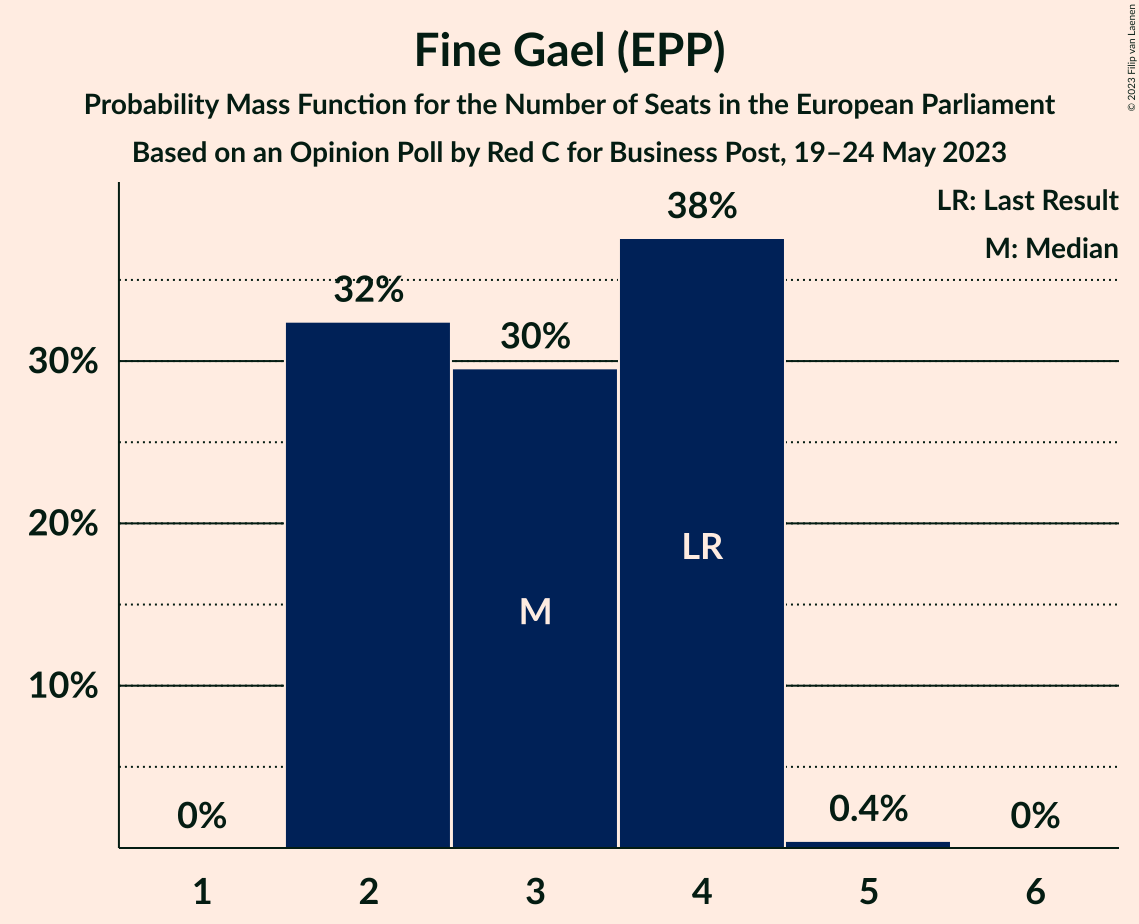 Fine Gael (EPP)
Probability Mass Function for the Number of Seats in the European Parliament
Based on an Opinion Poll by Red C for Business Post, 19–24 May 2023
© 2023 Filip van Laenen
LR: Last Result
M: Median
38%
32%
30%
30%
20%
10%
LR
M
0%
0.4%
0%
1 2 3 4 5 6